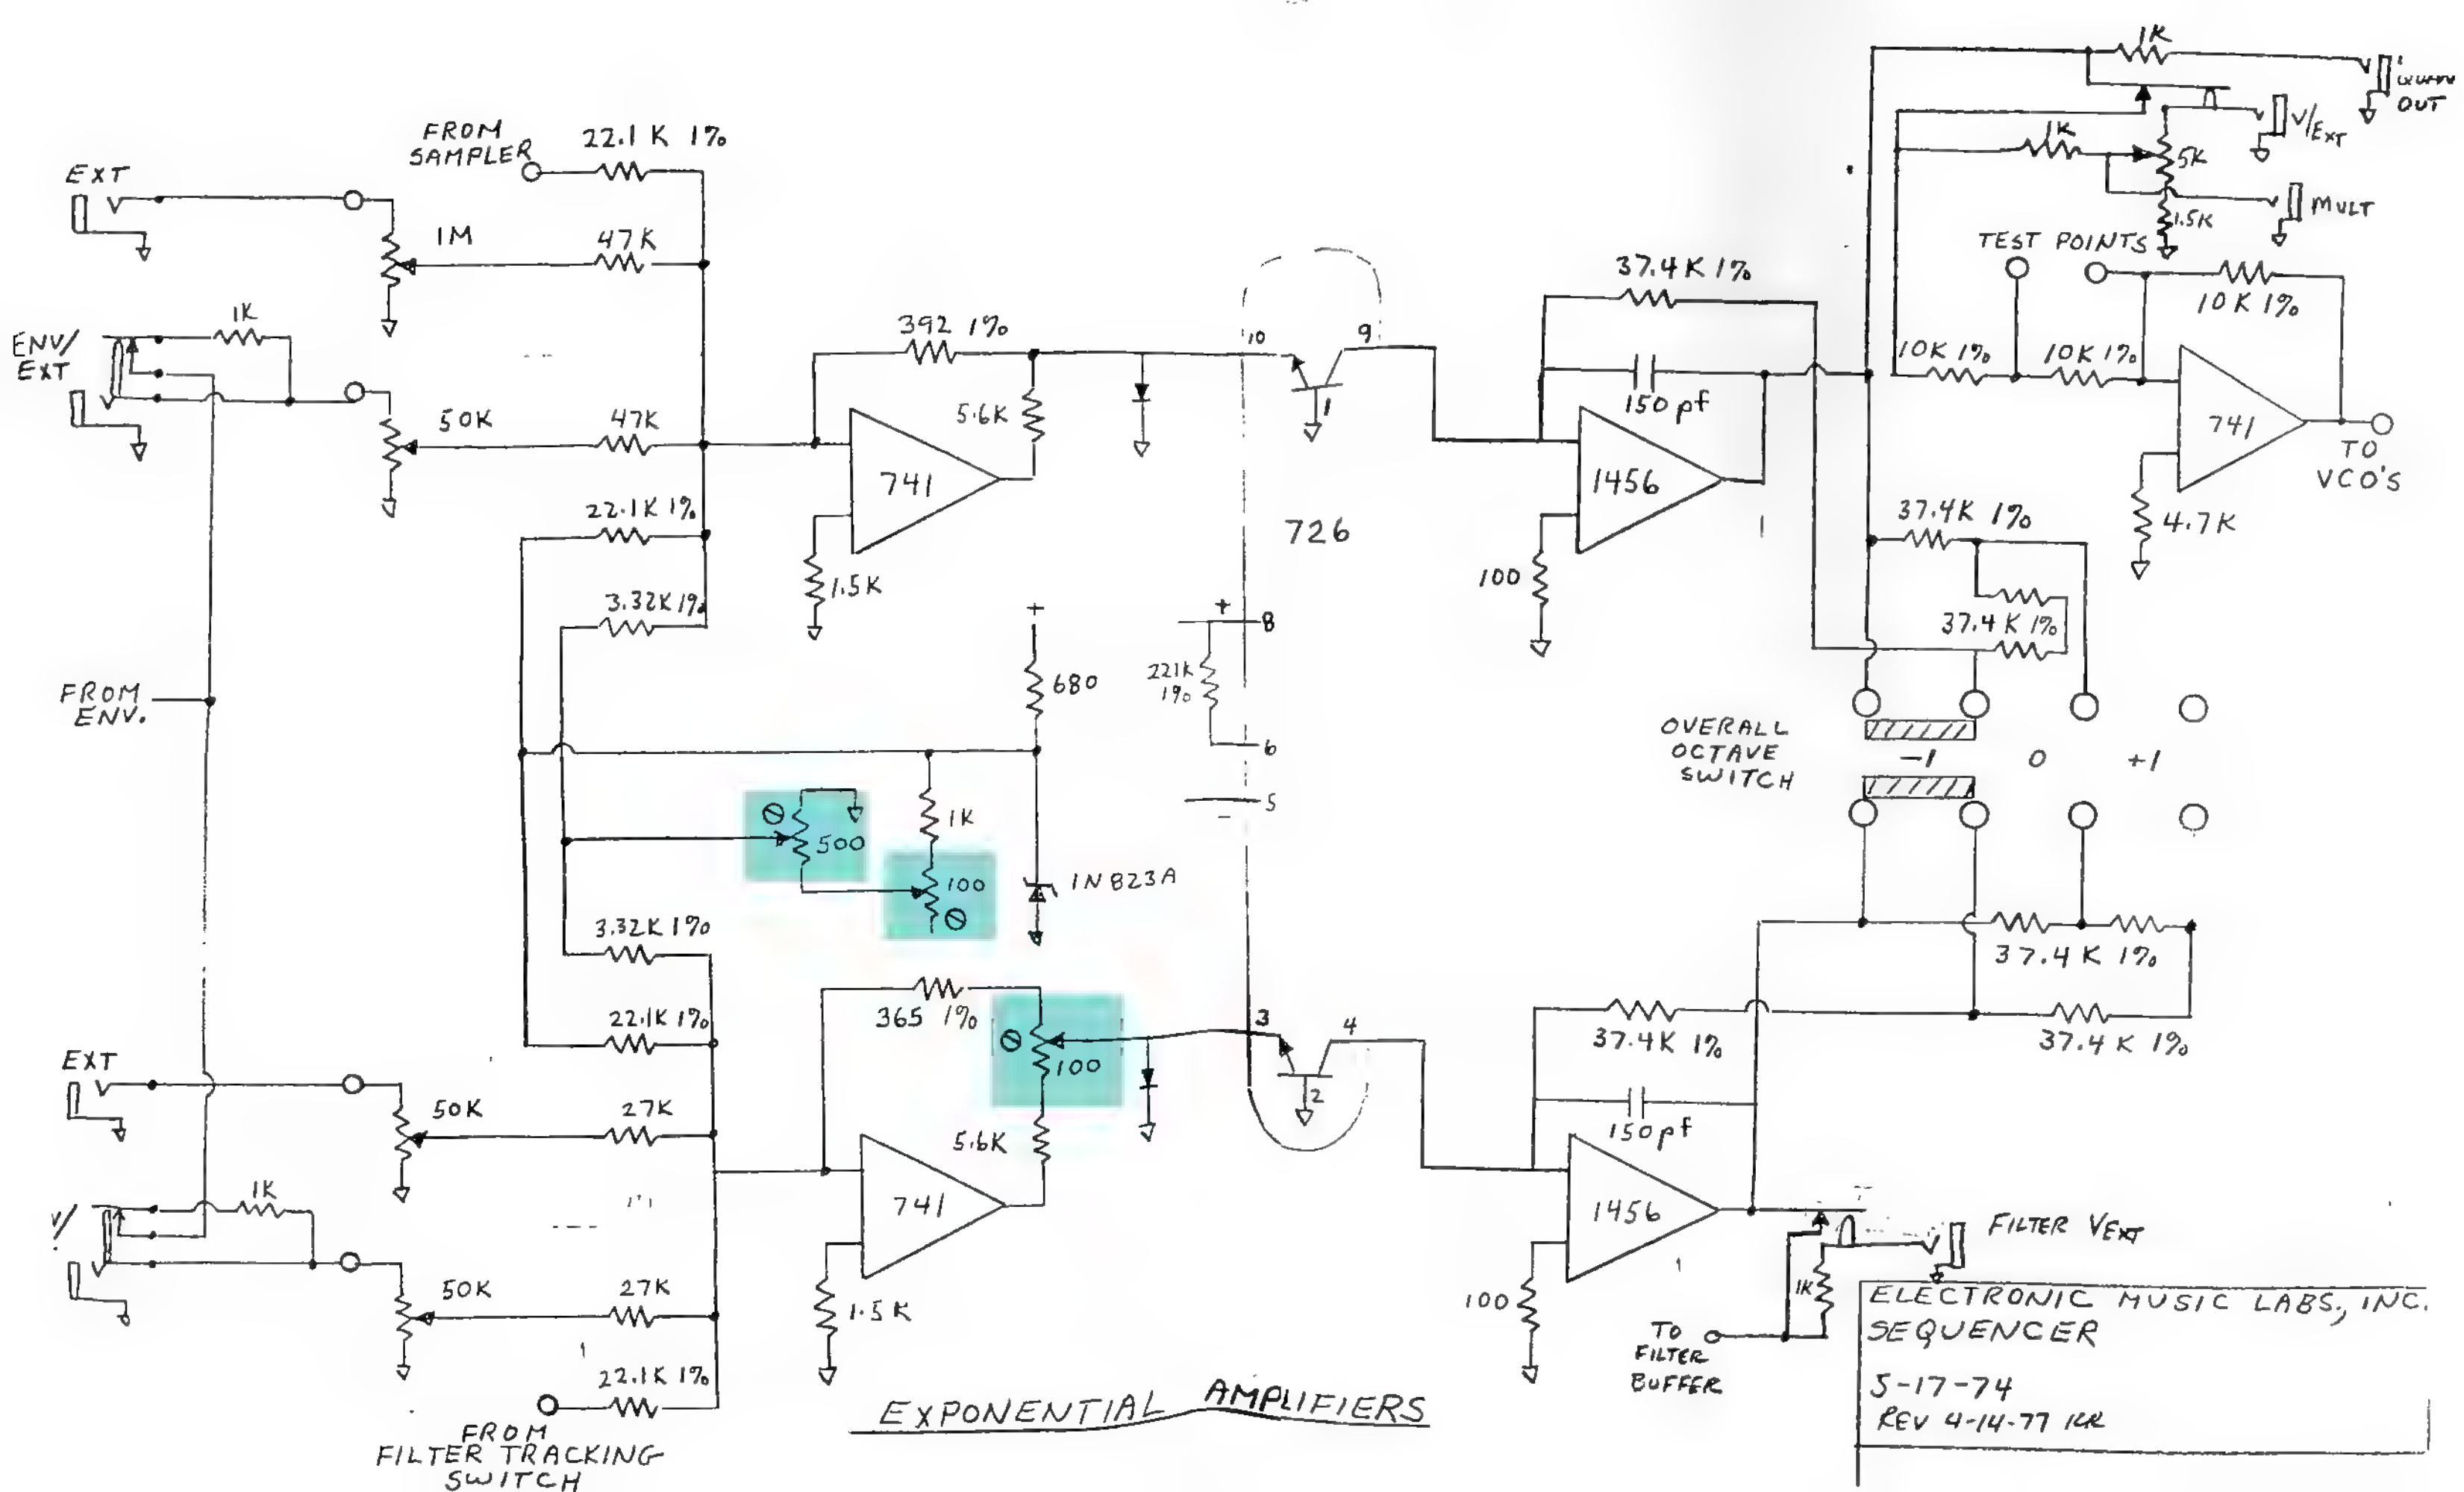 1K
OUT
V/EXT
1K
5K
MULT
1.5K
TEST POINTS
FROM
SAMPLER
22.1 K 1%
EXT
1M
47K
37.4 K 1%
10K 1%
1K
ENV/
EXT
392 1%
10
9
1
10K 1%
10K 1%
50K
47K
5.6K
150 pf
741
1456
741
TO
VCO'S
22.1K 1%
726
37.4K 1%
4.7K
1.5K
100
3.32K 1%
+
+
8
37.4 K 1%
FROM
ENV.
680
221K
1%
6
OVERALL
OCTAVE
SWITCH
-1
0
+1
5
-
1K
500
100
1N823A
3.32K 1%
37.4 K 1%
365 1%
22.1K 1%
100
3
4
2
37.4K 1%
37.4 K 1%
EXT
50K
27K
5.6K
150 pf
1K
V/
741
1456
FILTER VEXT
50K
27K
1.5K
100
1K
TO
FILTER
BUFFER
22.1K 1%
FROM
FILTER TRACKING
SWITCH
EXPONENTIAL AMPLIFIERS
ELECTRONIC MUSIC LABS., INC.
SEQUENCER
5-17-74
REV 4-14-77